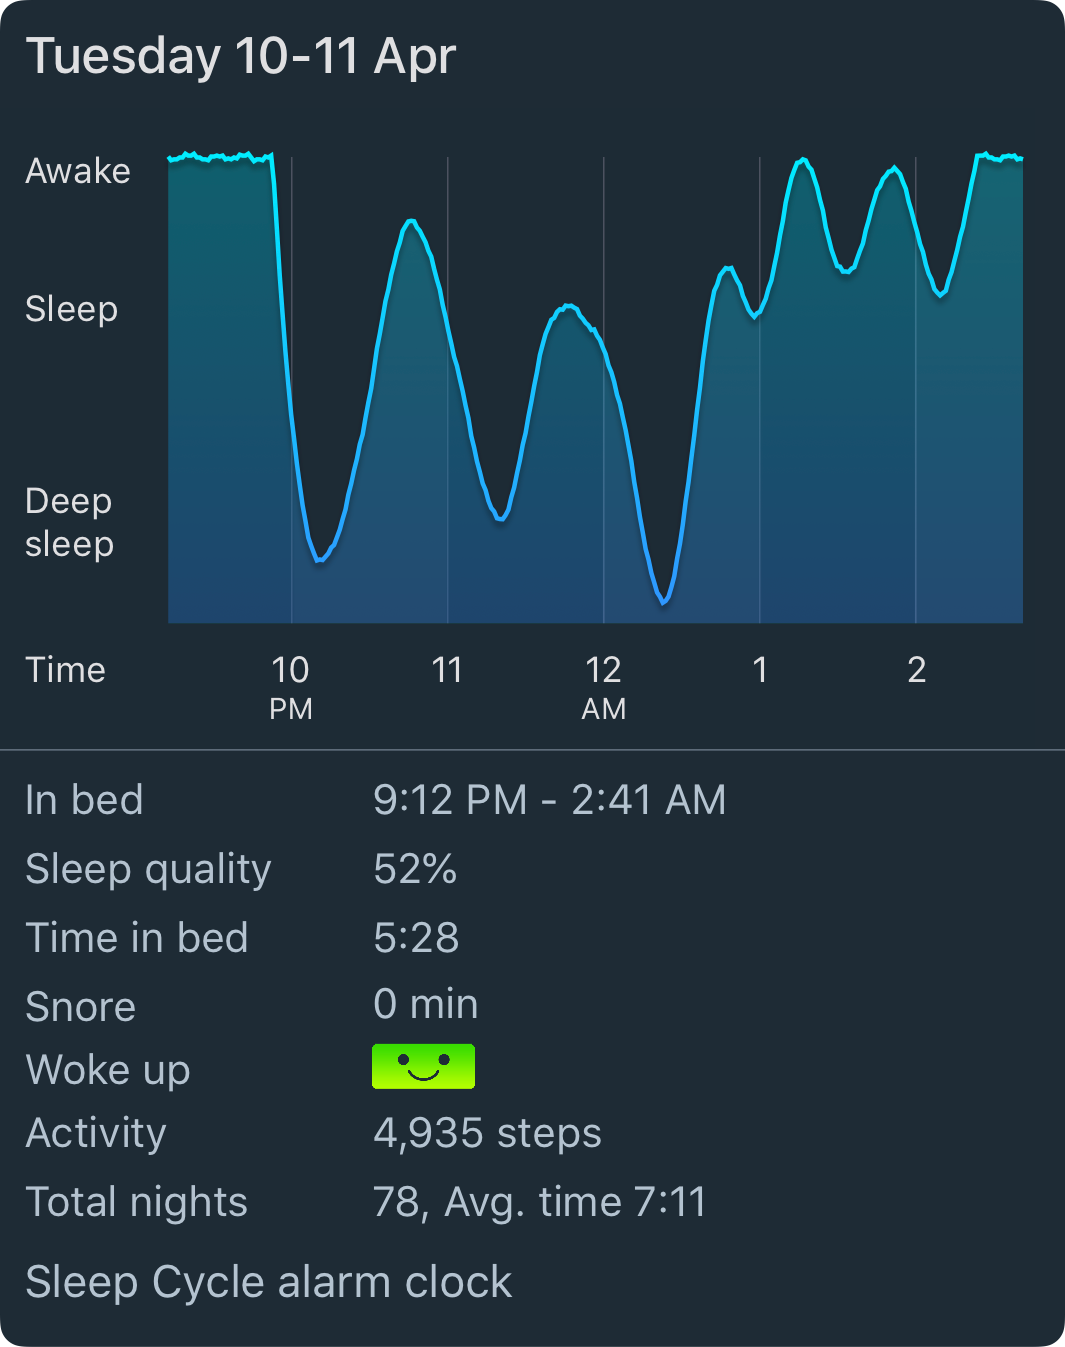 Tuesday 10-11 Apr
Awake
Sleep
Deep
sleep
Time 10 11 12 1 2
PM AM
In bed 9:12 PM - 2:41 AM
Sleep quality 52%
Time in bed 5:28
Snore 0 min
Woke up
Activity 4,935 steps
Total nights 78, Avg. time 7:11
Sleep Cycle alarm clock